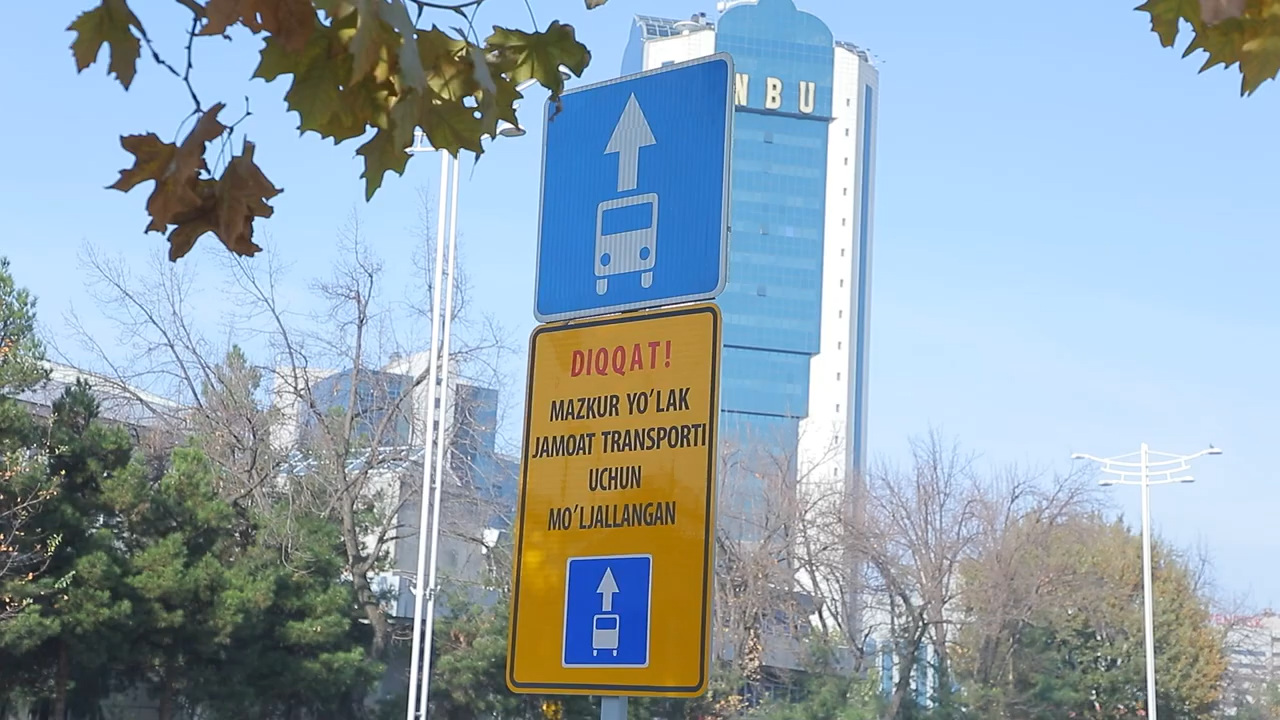 NBU
DIQQAT!
MAZKUR YO'LAK
JAMOAT TRANSPORTI
UCHUN
MO'LJALLANGAN